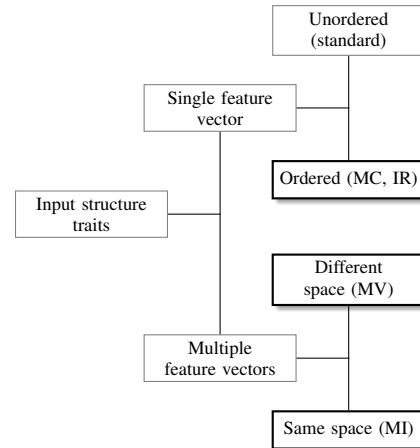 Unordered
(standard)
Single feature
vector
Ordered (MC, IR)
Input structure
traits
Different
space (MV)
Multiple
feature vectors
Same space (MI)